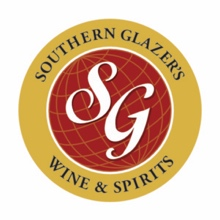 SOUTHERN GLAZER'S
SG
WINE & SPIRITS